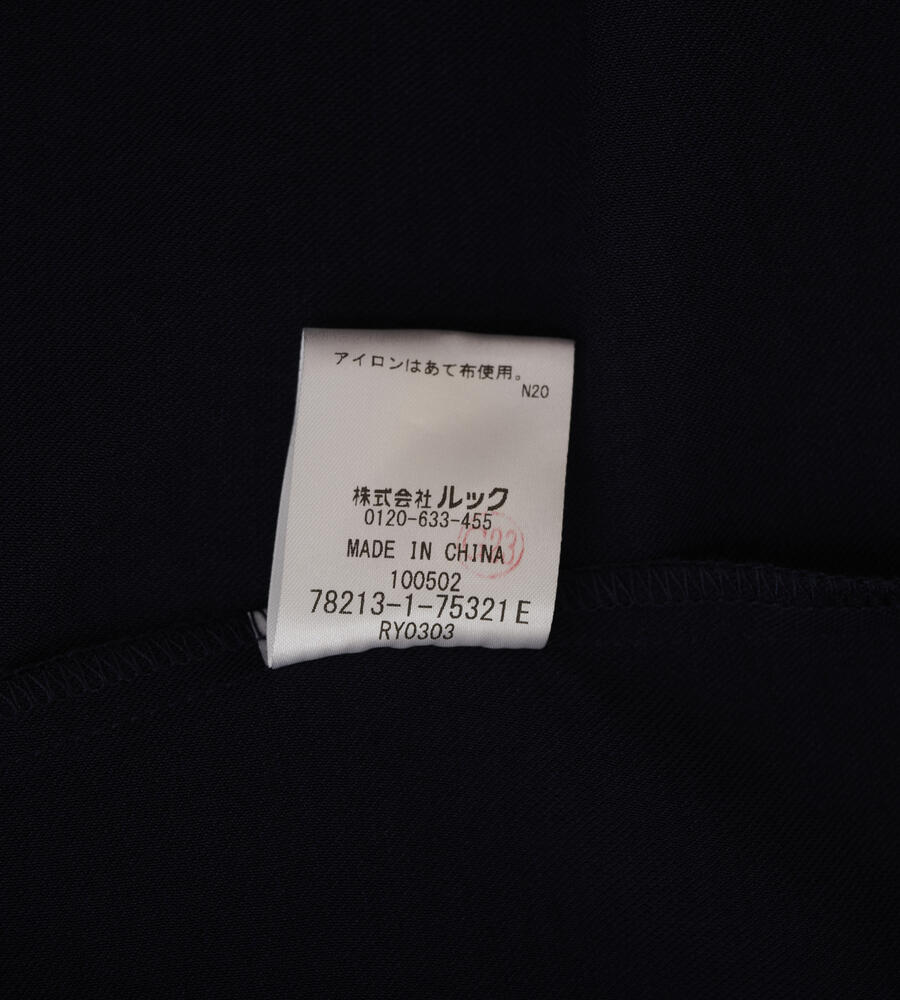 アイロンはあて布使用。
N20
株式会社 ルック
0120-633-455
MADE IN CHINA
100502
78213-1-75321E
RY0303